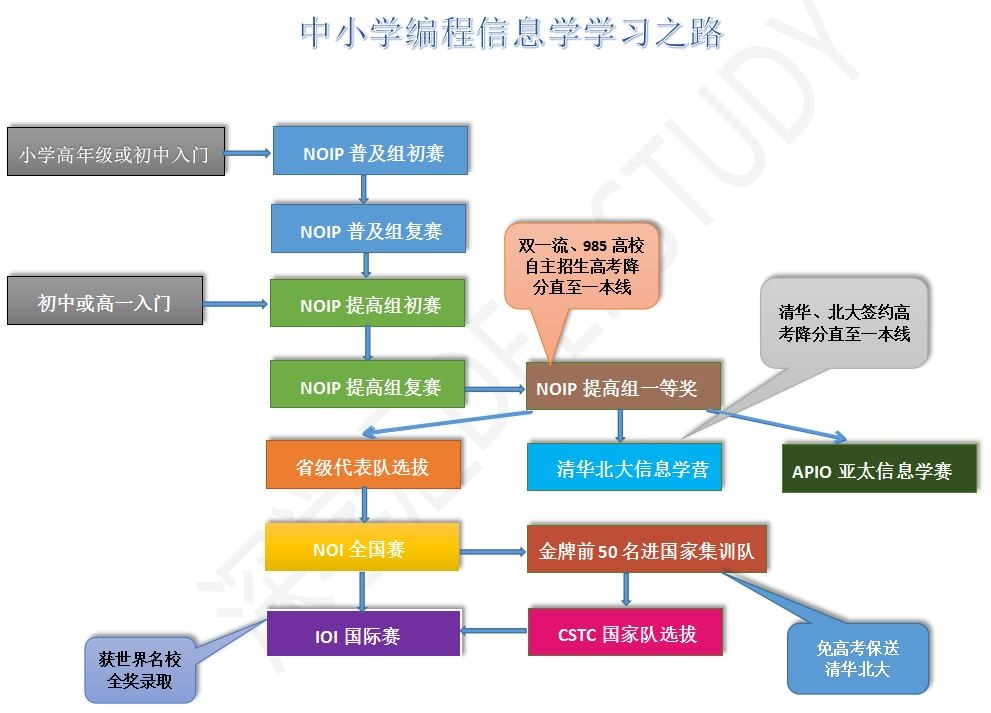 中小学编程信息学学习之路
小学高年级或初中入门
NOIP 普及组初赛
NOIP 普及组复赛
初中或高一入门
NOIP 提高组初赛
双一流、985 高校
自主招生高考降
分直至一本线
清华、北大签约高
考降分直至一本线
NOIP 提高组复赛
NOIP 提高组一等奖
省级代表队选拔
清华北大信息学营
APIO 亚太信息学赛
NOI 全国赛
金牌前 50 名进国家集训队
IOI 国际赛
CSTC 国家队选拔
获世界名校
全奖录取
免高考保送
清华北大